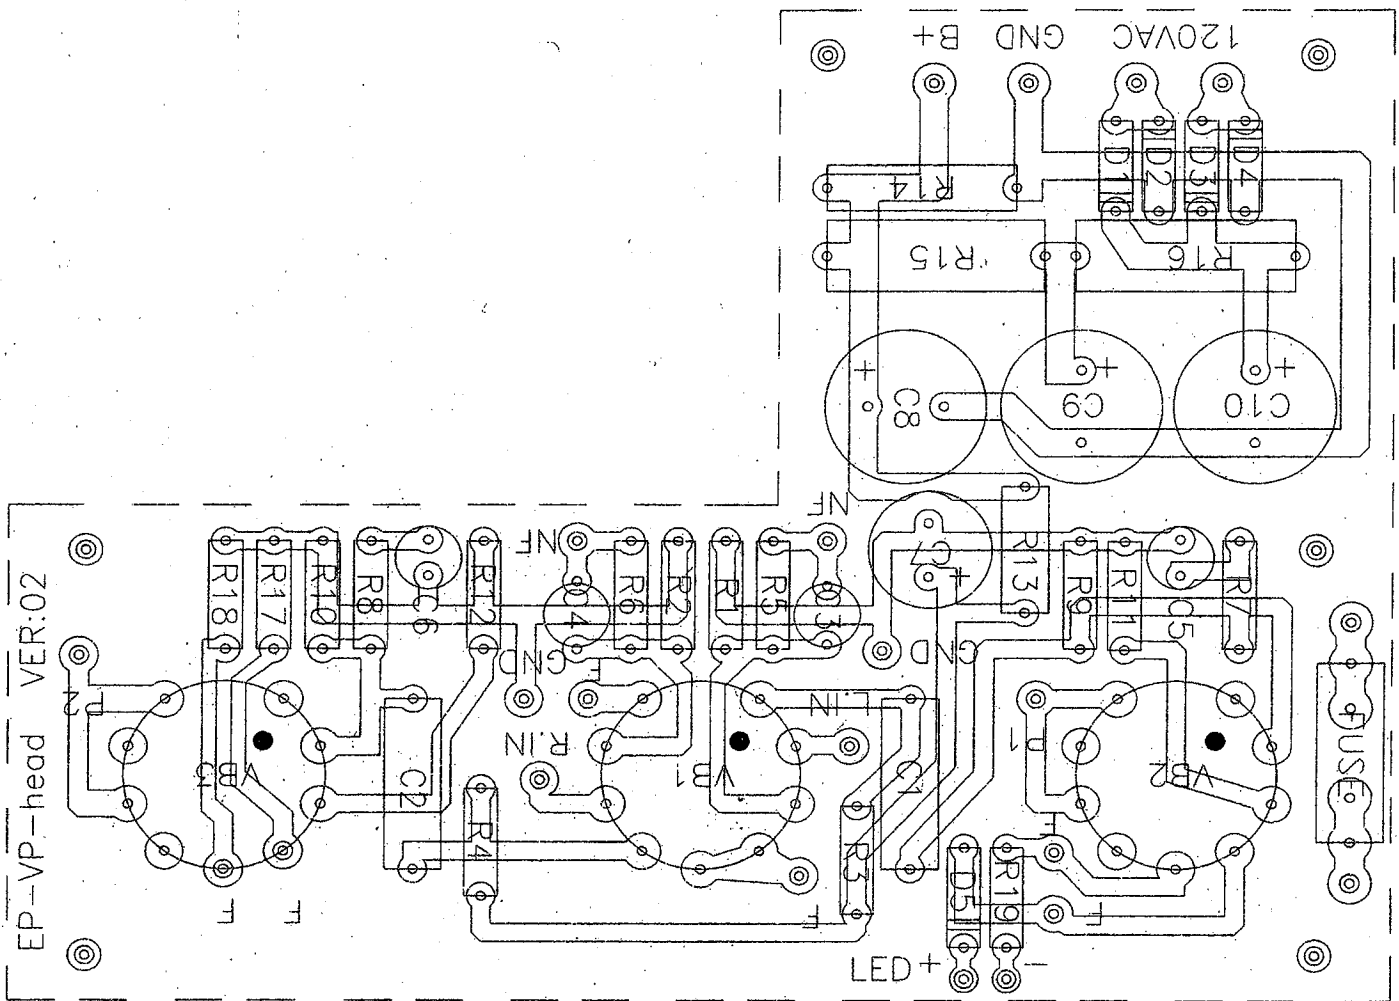 B+ GND 120VAC
D1 D2 D3 D4
R14
R15 R16
+ + +
C8 C9 C10
NF NF
R18 R17 R10 R8 C6 R12 C4 R6 R2 R1 R5 C3 C7 + R13 R9 R11 C5 R7
GND F GND
F2 L.IN F1
R.IN
VB3 C2 VB1 C1 VB2 FUSE
R4 R3 F
D5 R19
F F F F
LED + -
EP-VP-head VER:02